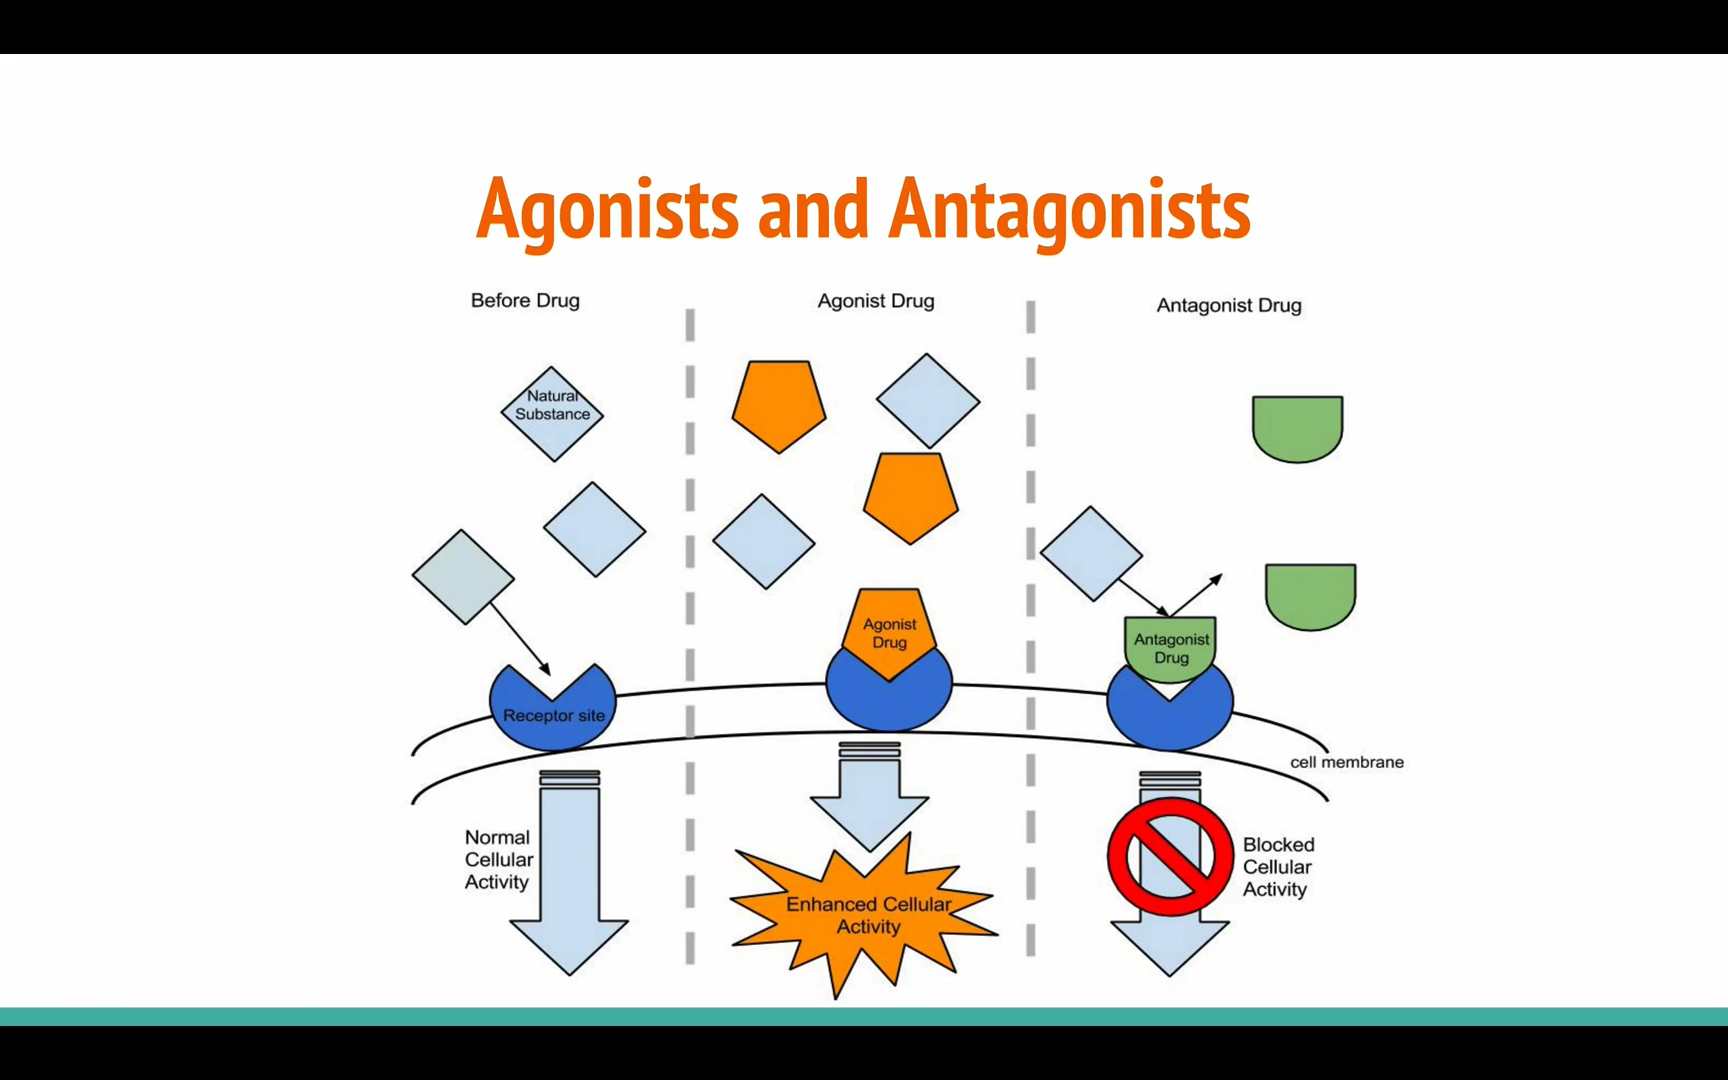 Agonists and Antagonists
Before Drug
Agonist Drug
Antagonist Drug
Natural
Substance
Agonist
Drug
Antagonist
Drug
Receptor site
cell membrane
Normal
Cellular
Activity
Enhanced Cellular
Activity
Blocked
Cellular
Activity